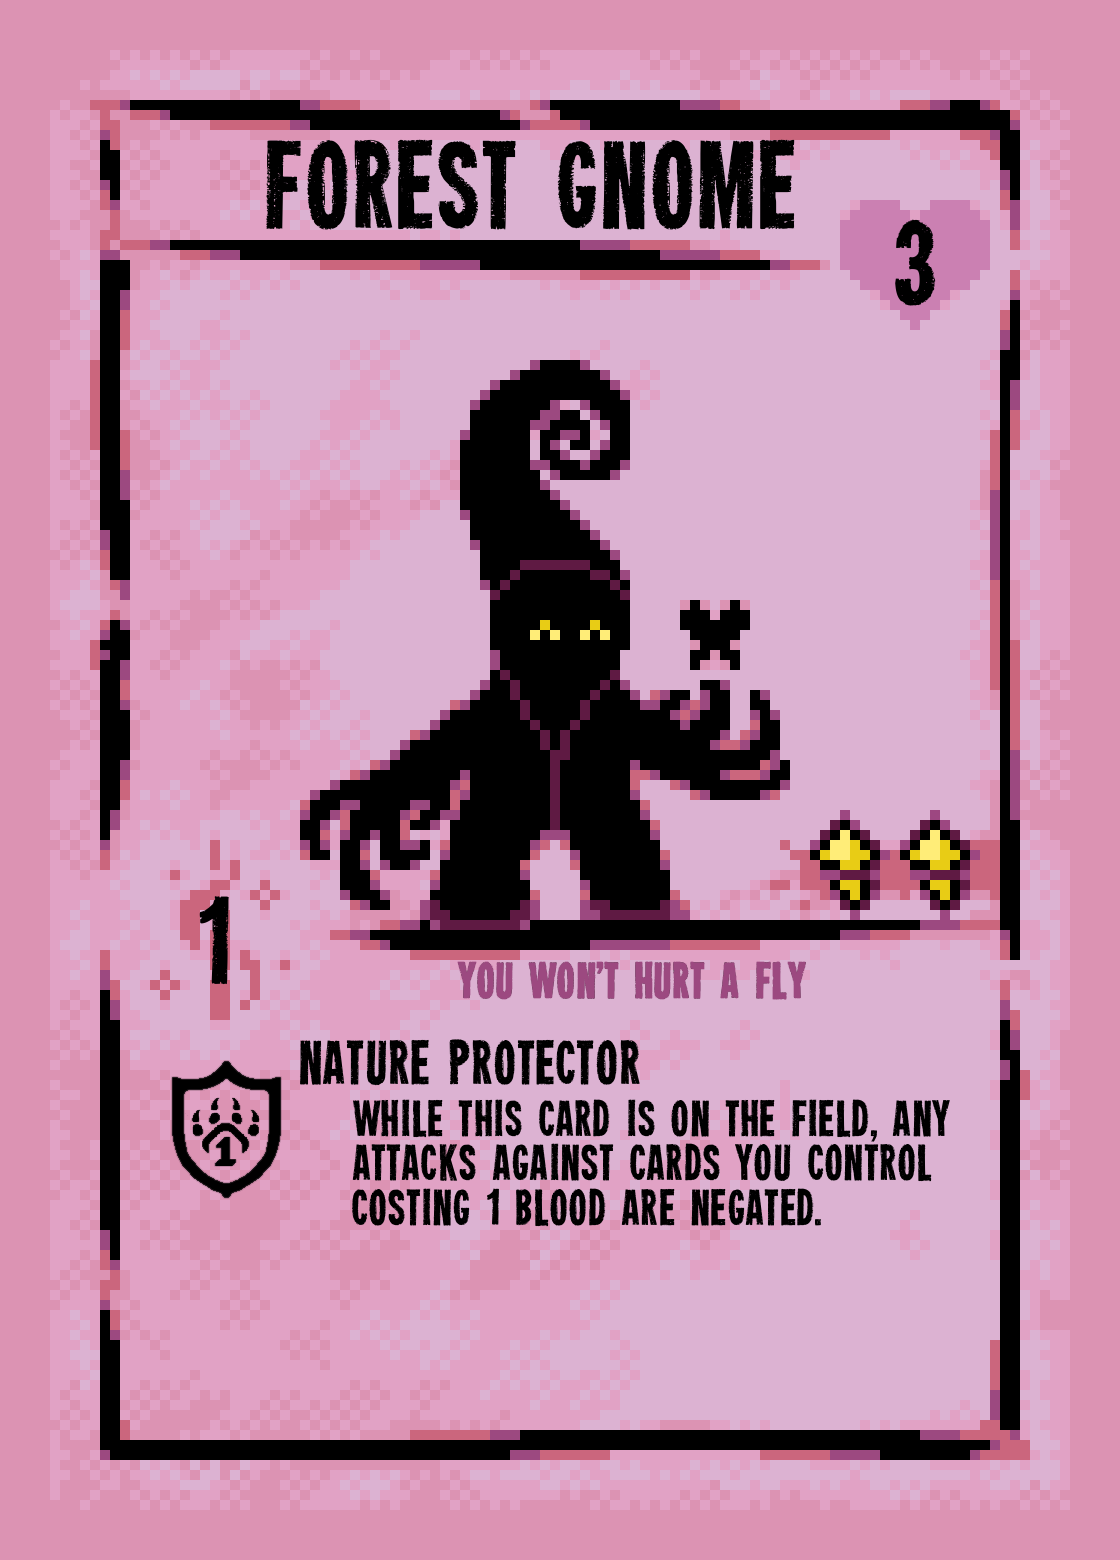 FOREST GNOME
3
1
YOU WON'T HURT A FLY
NATURE PROTECTOR
1
WHILE THIS CARD IS ON THE FIELD, ANY
ATTACKS AGAINST CARDS YOU CONTROL
COSTING 1 BLOOD ARE NEGATED.